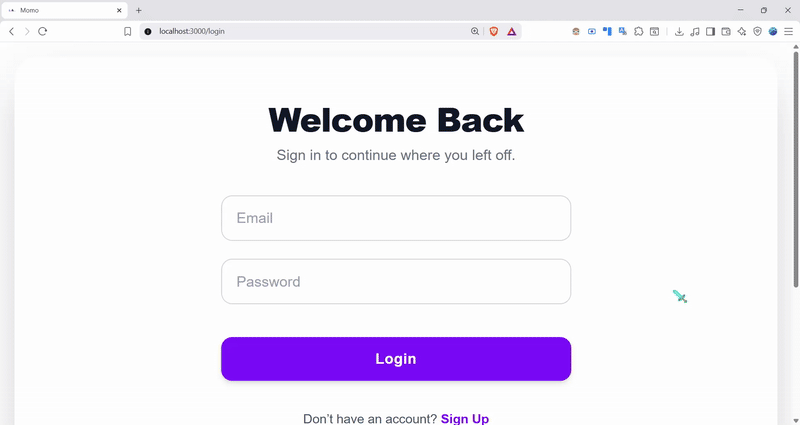 Momo
localhost:3000/login
Welcome Back
Sign in to continue where you left off.
Email
Password
Login
Don't have an account? Sign Up